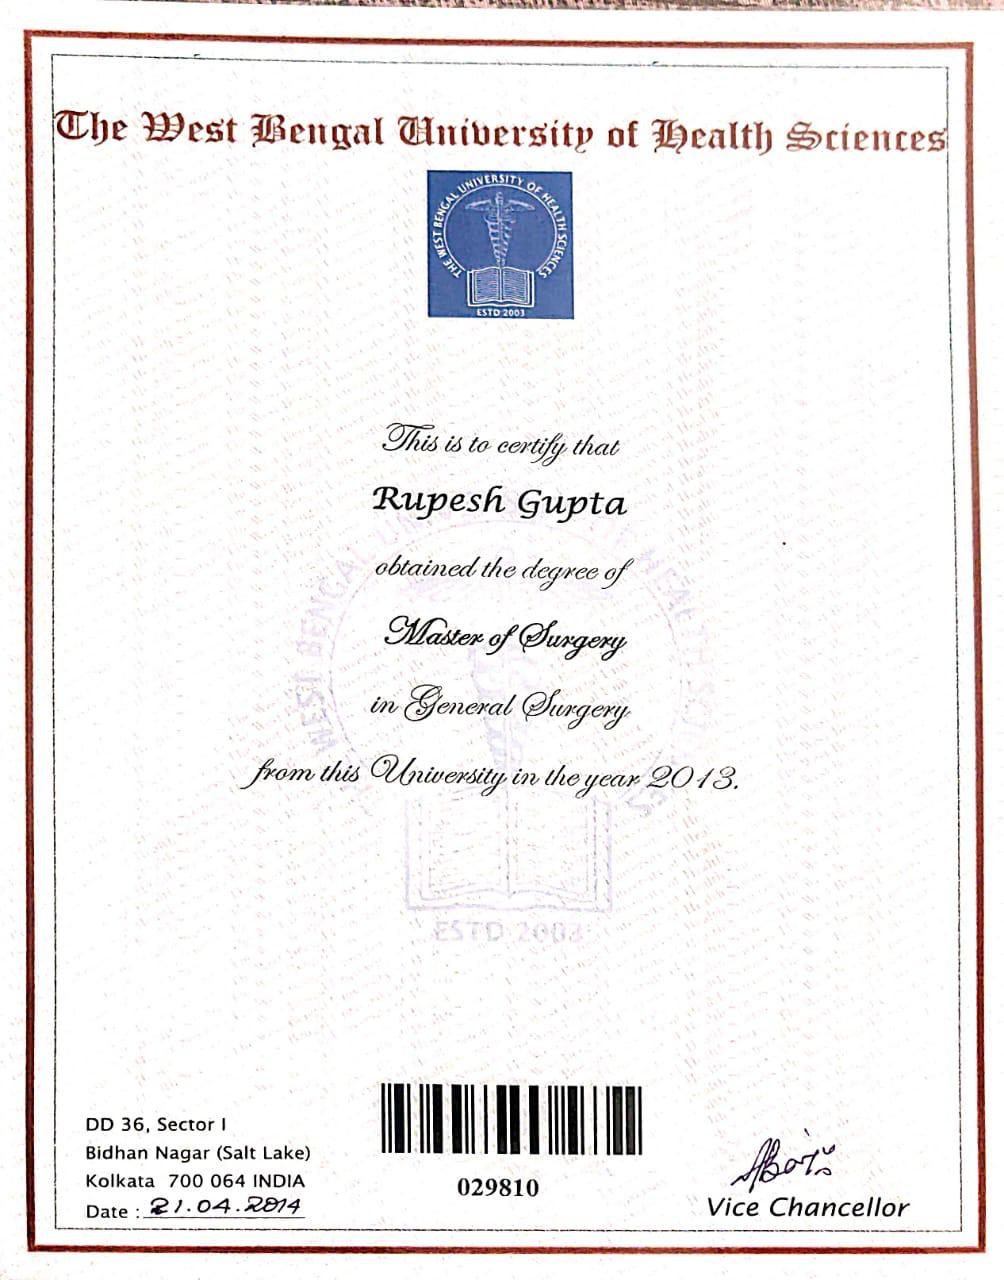 The West Bengal University of Health Sciences
THE WEST BENGAL UNIVERSITY OF HEALTH SCIENCES
ESTD 2003
This is to certify that
Rupesh Gupta
obtained the degree of
Master of Surgery
in General Surgery
from this University in the year 2013.
ESTD 2003
DD 36, Sector I
Bidhan Nagar (Salt Lake)
Kolkata 700 064 INDIA
Date : 21.04.2014
029810
Vice Chancellor